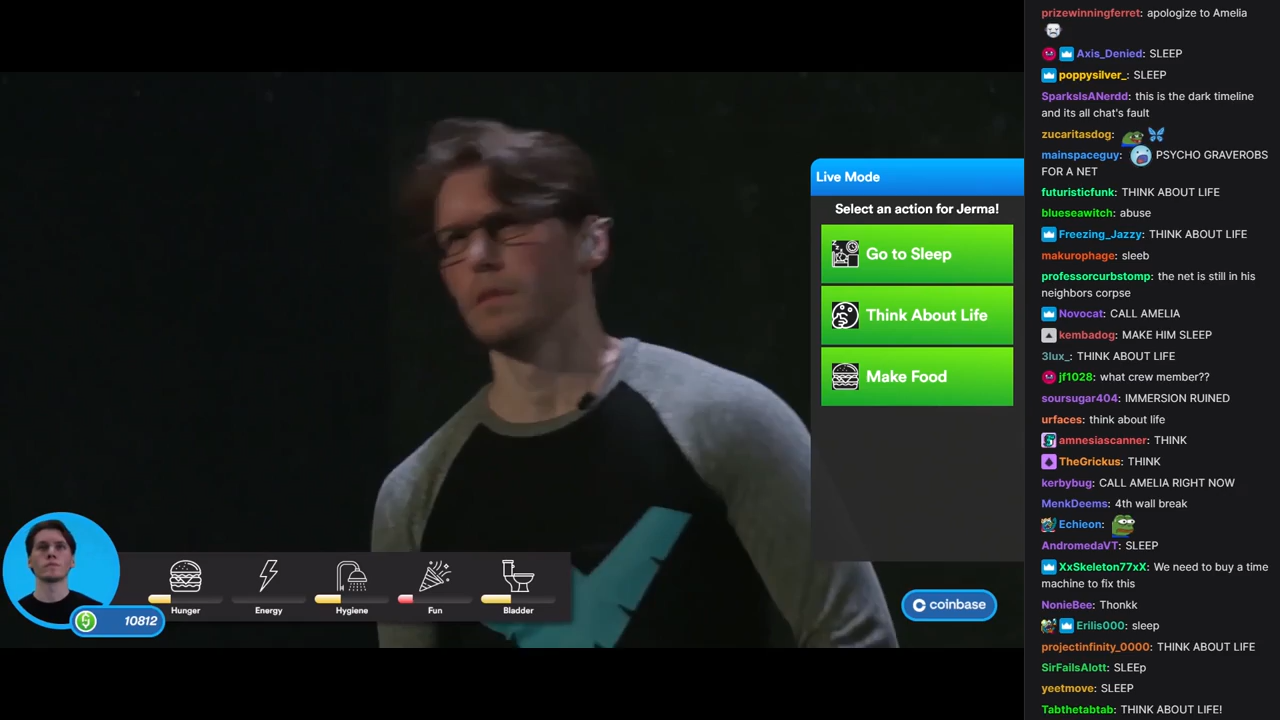 Live Mode
Select an action for Jerma!
Go to Sleep
Think About Life
Make Food
Hunger
Energy
Hygiene
Fun
Bladder
10812
coinbase
prizewinningferret: apologize to Amelia
Axis_Denied: SLEEP
poppysilver_: SLEEP
SparksIsANerdd: this is the dark timeline
and its all chat's fault
zucaritasdog:
mainspaceguy: PSYCHO GRAVEROBS
FOR A NET
futuristicfunk: THINK ABOUT LIFE
blueseawitch: abuse
Freezing_Jazzy: THINK ABOUT LIFE
makurophage: sleeb
professorcurbstomp: the net is still in his
neighbors corpse
Novocat: CALL AMELIA
kembadog: MAKE HIM SLEEP
3lux_: THINK ABOUT LIFE
jf1028: what crew member??
soursugar404: IMMERSION RUINED
urfaces: think about life
amnesiascanner: THINK
TheGrickus: THINK
kerbybug: CALL AMELIA RIGHT NOW
MenkDeems: 4th wall break
Echieon:
AndromedaVT: SLEEP
XxSkeleton77xX: We need to buy a time
machine to fix this
NonieBee: Thonkk
Erilis000: sleep
projectinfinity_0000: THINK ABOUT LIFE
SirFailsAlott: SLEEp
yeetmove: SLEEP
Tabthetabtab: THINK ABOUT LIFE!